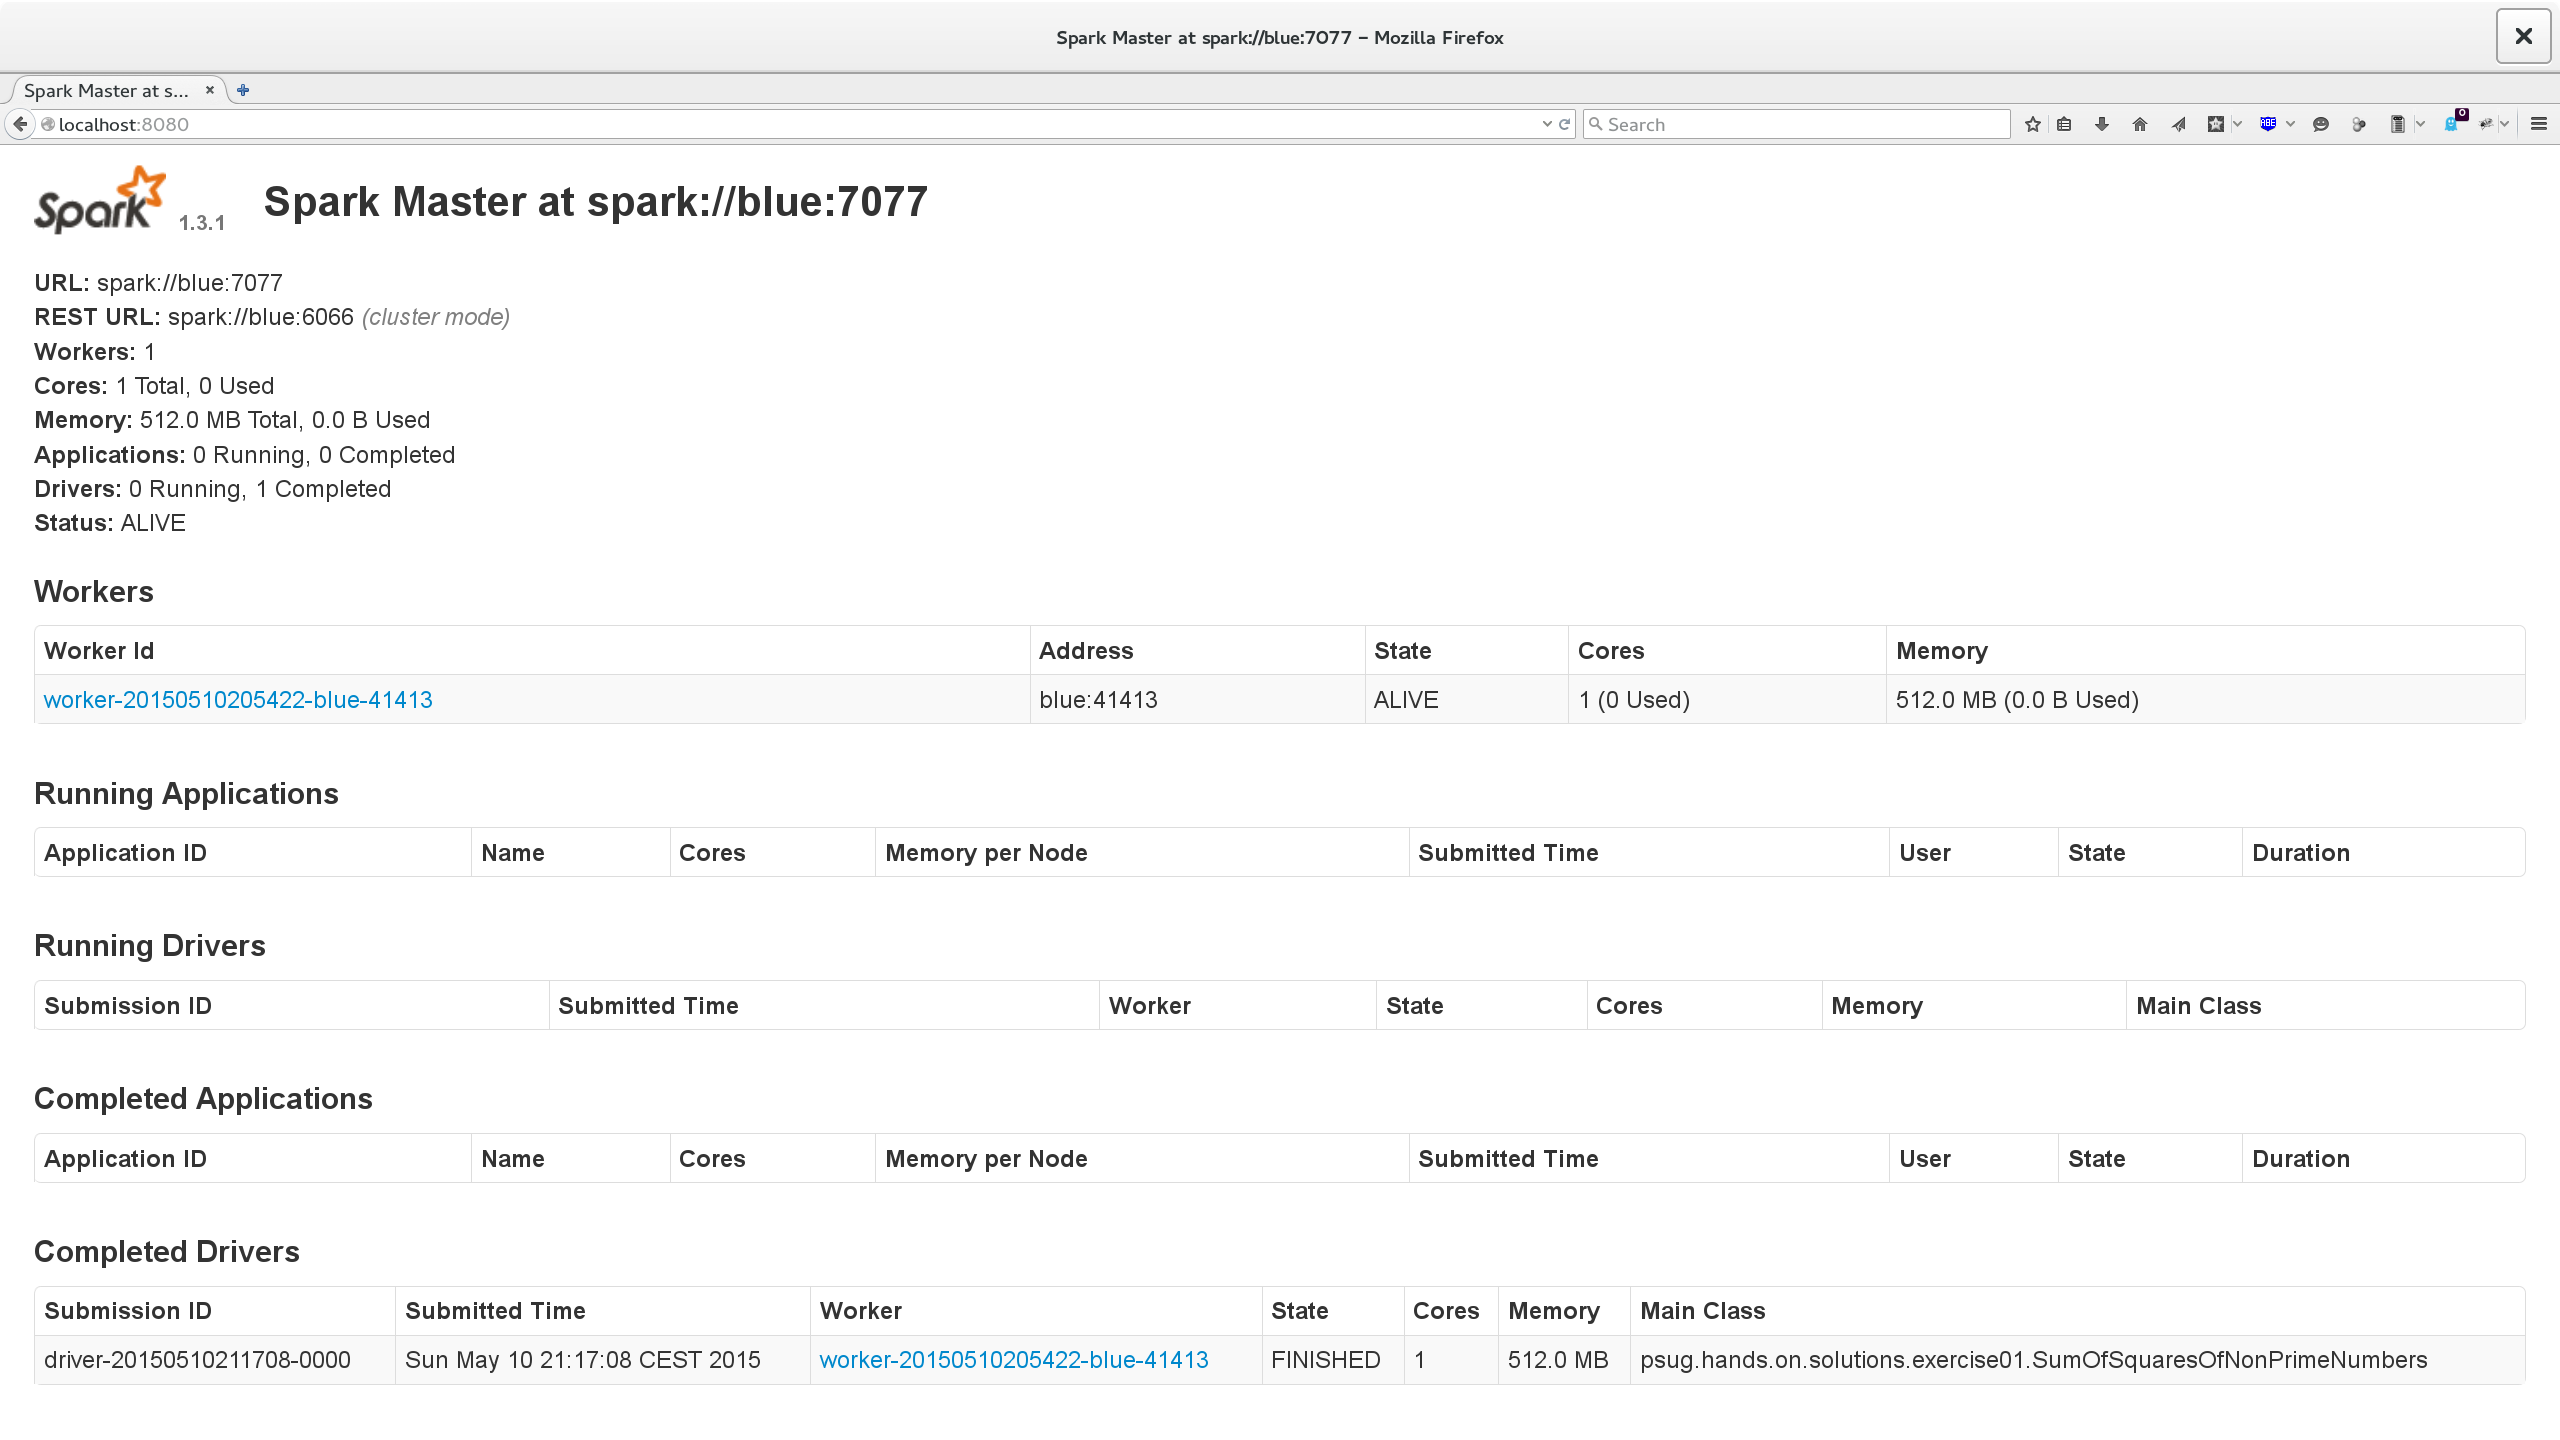 Spark Master at spark://blue:7077 – Mozilla Firefox
Spark Master at s...
localhost:8080
Search
ABE
0
Spark 1.3.1 Spark Master at spark://blue:7077
URL: spark://blue:7077
REST URL: spark://blue:6066 (cluster mode)
Workers: 1
Cores: 1 Total, 0 Used
Memory: 512.0 MB Total, 0.0 B Used
Applications: 0 Running, 0 Completed
Drivers: 0 Running, 1 Completed
Status: ALIVE
Workers
Worker Id Address State Cores Memory
worker-20150510205422-blue-41413 blue:41413 ALIVE 1 (0 Used) 512.0 MB (0.0 B Used)
Running Applications
Application ID Name Cores Memory per Node Submitted Time User State Duration
Running Drivers
Submission ID Submitted Time Worker State Cores Memory Main Class
Completed Applications
Application ID Name Cores Memory per Node Submitted Time User State Duration
Completed Drivers
Submission ID Submitted Time Worker State Cores Memory Main Class
driver-20150510211708-0000 Sun May 10 21:17:08 CEST 2015 worker-20150510205422-blue-41413 FINISHED 1 512.0 MB psug.hands.on.solutions.exercise01.SumOfSquaresOfNonPrimeNumbers